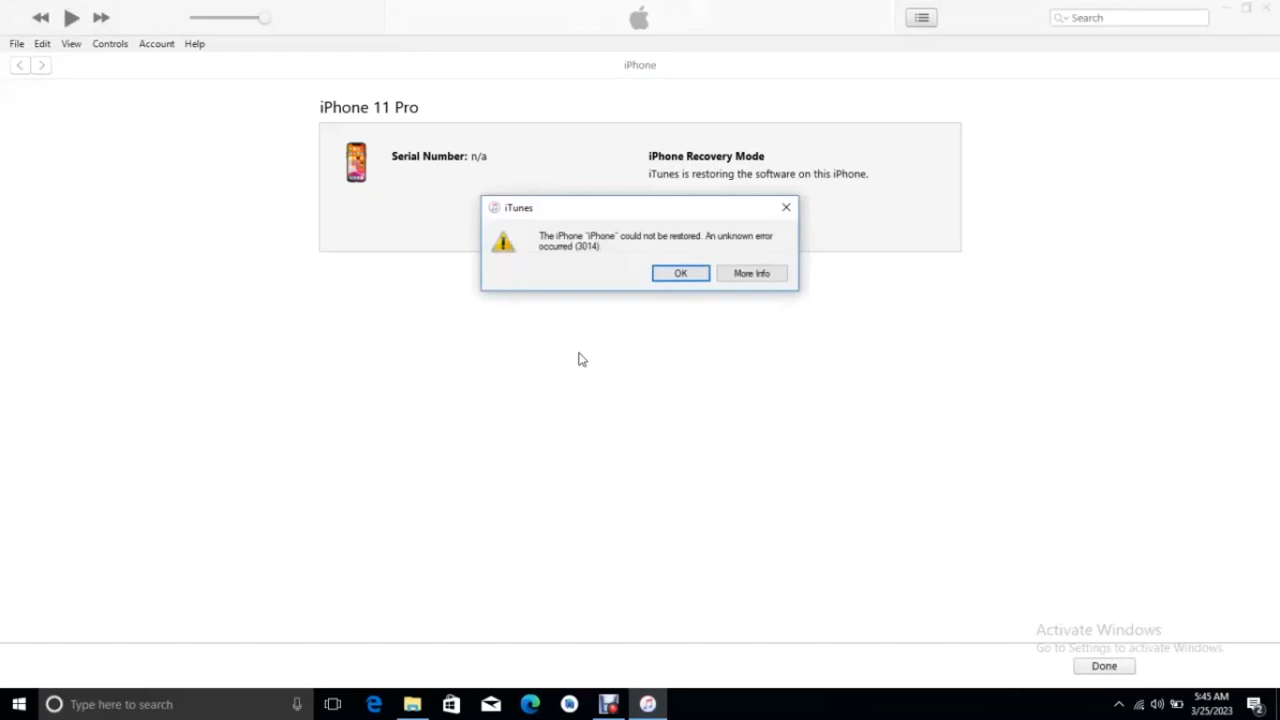 Search
File Edit View Controls Account Help
iPhone
iPhone 11 Pro
Serial Number: n/a
iPhone Recovery Mode
iTunes is restoring the software on this iPhone.
iTunes
The iPhone "iPhone" could not be restored. An unknown error
occurred (3014).
OK More Info
Activate Windows
Go to Settings to activate Windows.
Done
Type here to search
5:45 AM
3/25/2023
2